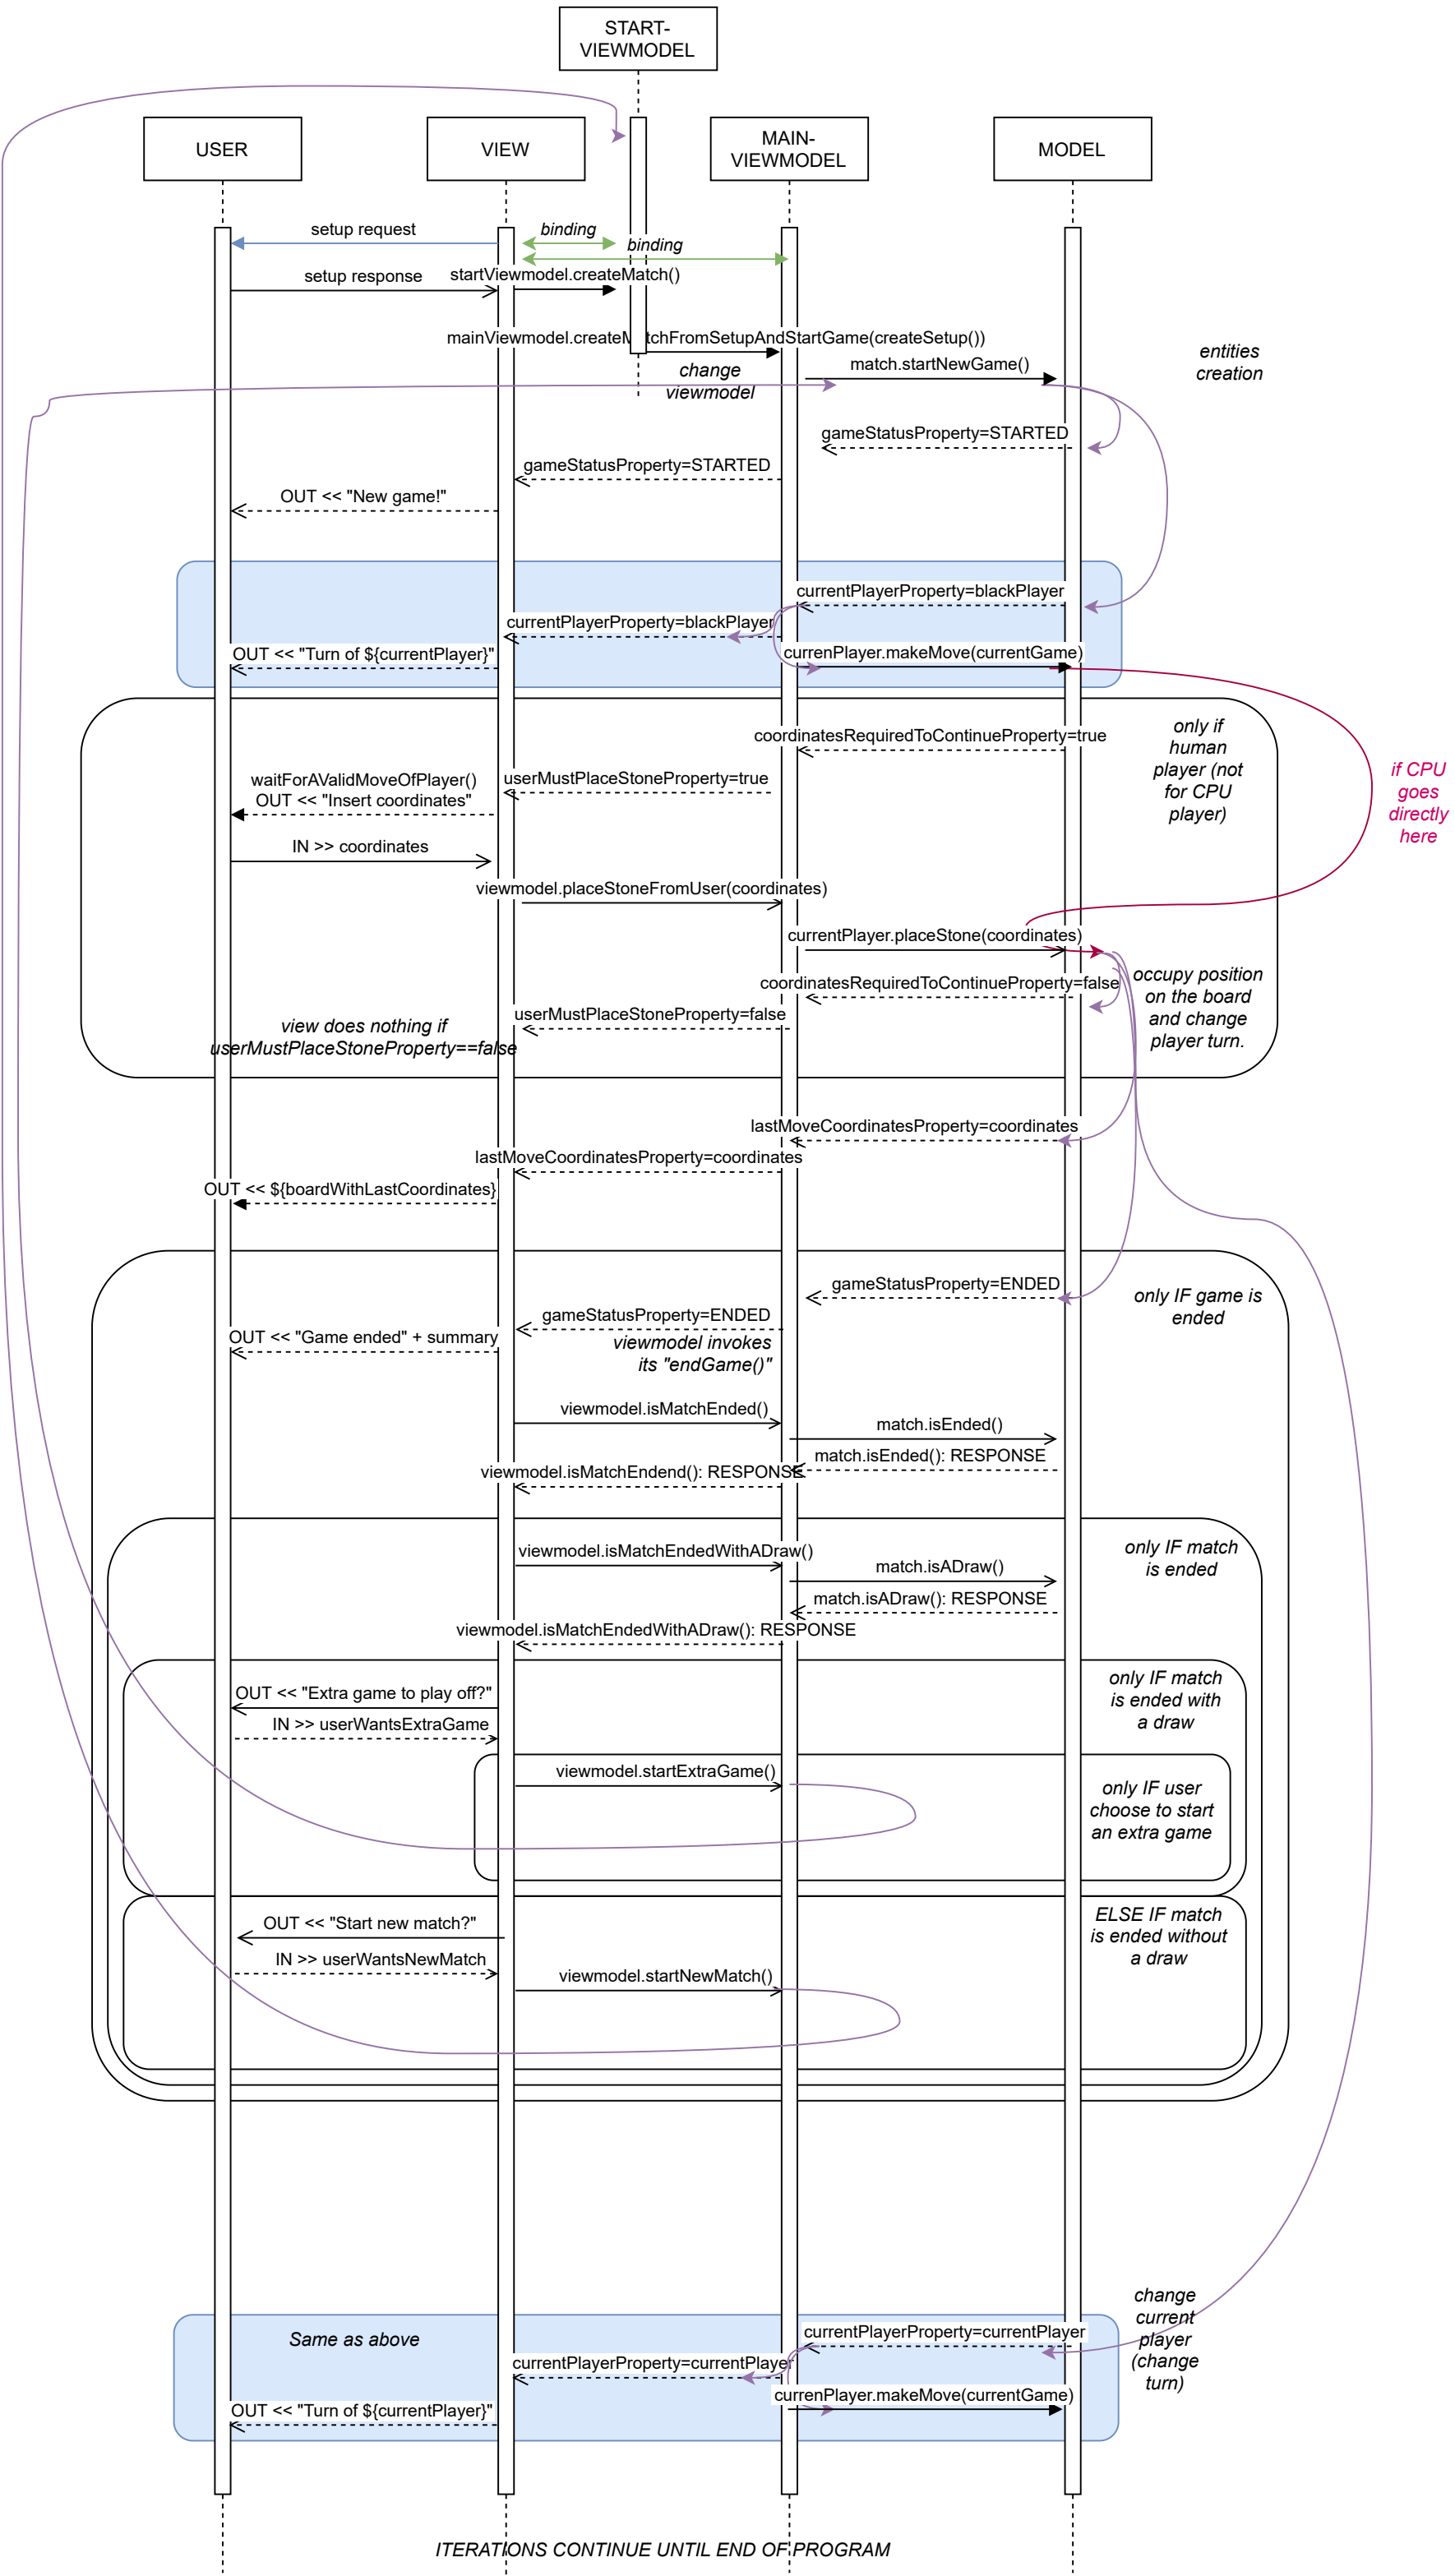 START-
VIEWMODEL
USER
VIEW
MAIN-
VIEWMODEL
MODEL
setup request
binding
binding
setup response
startViewmodel.createMatch()
mainViewmodel.createMatchFromSetupAndStartGame(createSetup())
change
viewmodel
match.startNewGame()
entities
creation
gameStatusProperty=STARTED
gameStatusProperty=STARTED
OUT << "New game!"
currentPlayerProperty=blackPlayer
currentPlayerProperty=blackPlayer
OUT << "Turn of ${currentPlayer}"
currenPlayer.makeMove(currentGame)
only if
human
player (not
for CPU
player)
coordinatesRequiredToContinueProperty=true
userMustPlaceStoneProperty=true
waitForAValidMoveOfPlayer()
OUT << "Insert coordinates"
if CPU
goes
directly
here
IN >> coordinates
viewmodel.placeStoneFromUser(coordinates)
currentPlayer.placeStone(coordinates)
coordinatesRequiredToContinueProperty=false
occupy position
on the board
and change
player turn.
userMustPlaceStoneProperty=false
view does nothing if
userMustPlaceStoneProperty==false
lastMoveCoordinatesProperty=coordinates
lastMoveCoordinatesProperty=coordinates
OUT << ${boardWithLastCoordinates}
gameStatusProperty=ENDED
only IF game is
ended
gameStatusProperty=ENDED
OUT << "Game ended" + summary
viewmodel invokes
its "endGame()"
viewmodel.isMatchEnded()
match.isEnded()
match.isEnded(): RESPONSE
viewmodel.isMatchEndend(): RESPONSE
only IF match
is ended
viewmodel.isMatchEndedWithADraw()
match.isADraw()
match.isADraw(): RESPONSE
viewmodel.isMatchEndedWithADraw(): RESPONSE
only IF match
is ended with
a draw
OUT << "Extra game to play off?"
IN >> userWantsExtraGame
viewmodel.startExtraGame()
only IF user
choose to start
an extra game
ELSE IF match
is ended without
a draw
OUT << "Start new match?"
IN >> userWantsNewMatch
viewmodel.startNewMatch()
change
current
player
(change
turn)
Same as above
currentPlayerProperty=currentPlayer
currentPlayerProperty=currentPlayer
currenPlayer.makeMove(currentGame)
OUT << "Turn of ${currentPlayer}"
ITERATIONS CONTINUE UNTIL END OF PROGRAM